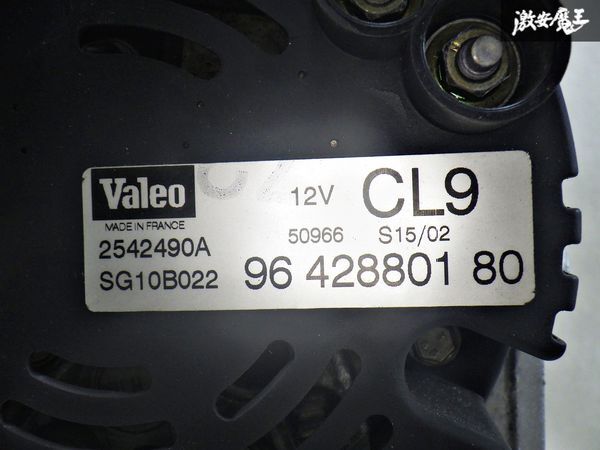 激安魔王
Valeo
12V CL9
MADE IN FRANCE
50966 S15/02
2542490A
SG10B022 96 428801 80